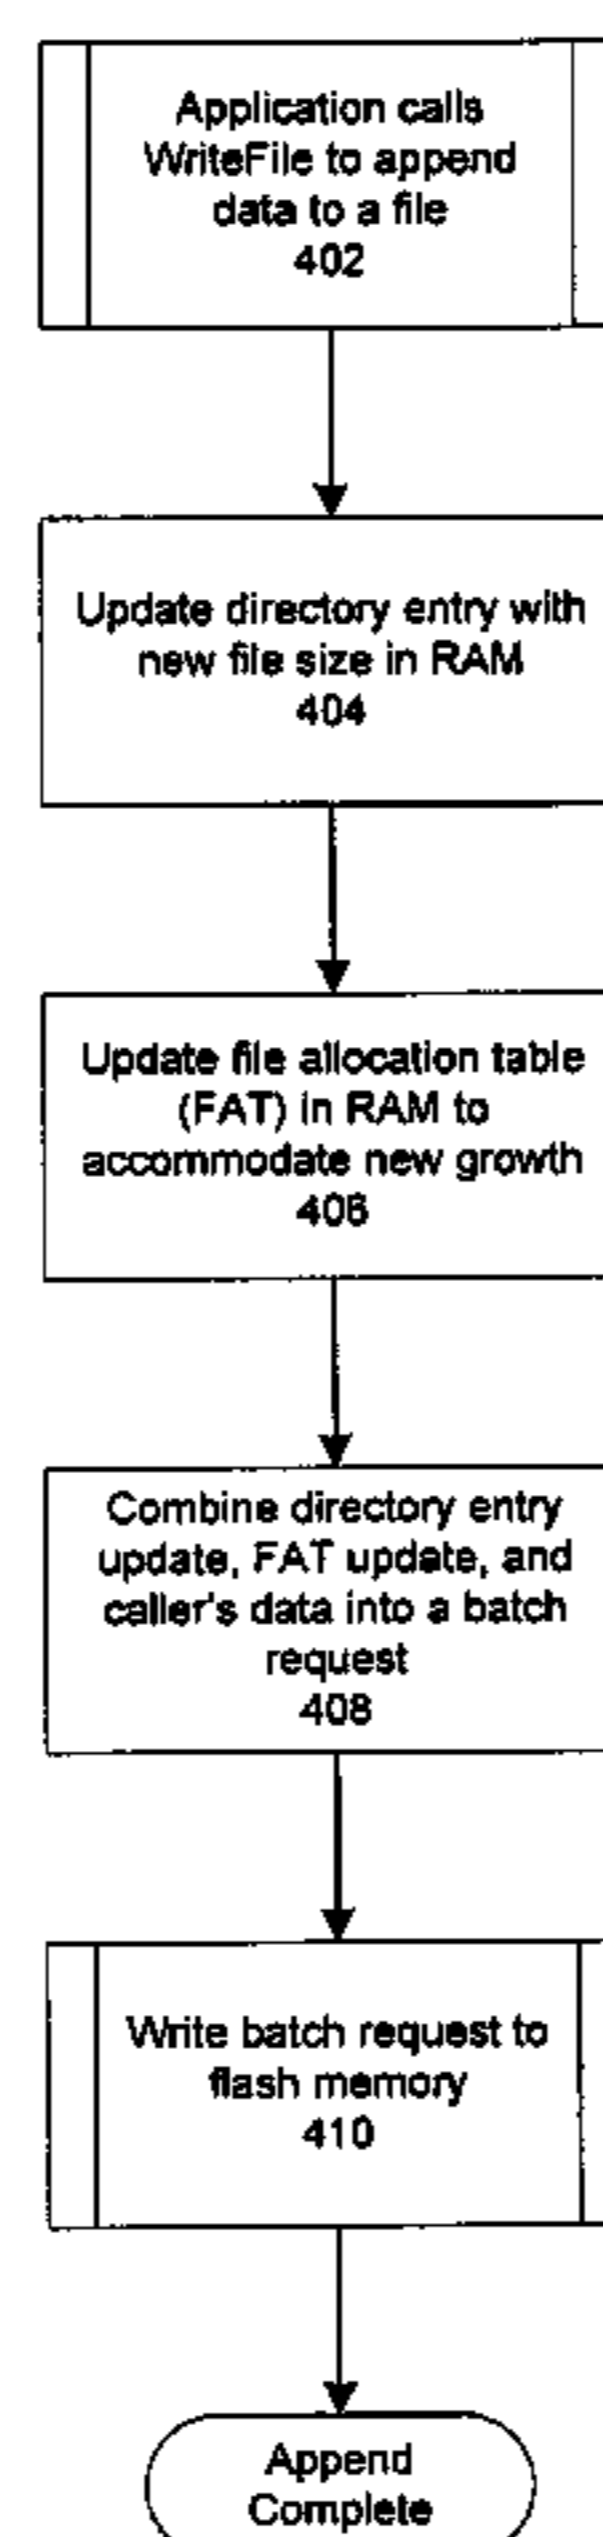 Application calls
WriteFile to append
data to a file
402
Update directory entry with
new file size in RAM
404
Update file allocation table
(FAT) in RAM to
accommodate new growth
406
Combine directory entry
update, FAT update, and
caller's data into a batch
request
408
Write batch request to
flash memory
410
Append
Complete